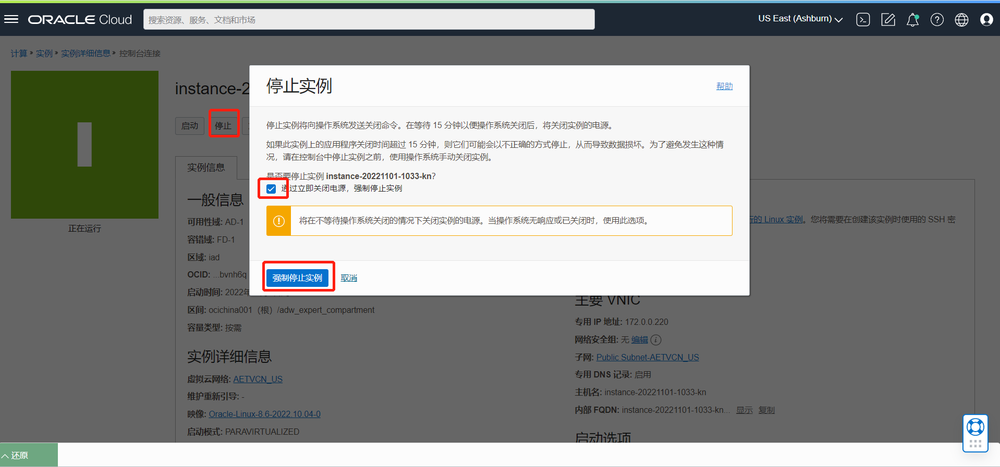 ORACLE Cloud
搜索资源、服务、文档和市场
US East (Ashburn)
计算 » 实例 » 实例详细信息 » 控制台连接
停止实例
帮助
instance-2
启动
停止
停止实例将向操作系统发送关闭命令。在等待 15 分钟以便操作系统关闭后，将关闭实例的电源。
如果此实例上的应用程序关闭时间超过 15 分钟，则它们可能会以不正确的方式停止，从而导致数据损坏。为了避免发生这种情
况，请在控制台中停止实例之前，使用操作系统手动关闭实例。
是否要停止实例 instance-20221101-1033-kn?
通过立即关闭电源，强制停止实例
将在不等待操作系统关闭的情况下关闭实例的电源。当操作系统无响应或已关闭时，使用此选项。
强制停止实例
取消
正在运行
实例信息
一般信息
可用性域: AD-1
容错域: FD-1
区域: iad
OCID: ...bvnh6q
启动时间: 2022年
区间: ocichina001（根）/adw_expert_compartment
容量类型: 按需
实例详细信息
虚拟云网络: AETVCN_US
维护重新引导: -
映像: Oracle-Linux-8.6-2022.10.04-0
启动模式: PARAVIRTUALIZED
的 Linux 实例。您将需要在创建该实例时使用的 SSH 密
主要 VNIC
专用 IP 地址: 172.0.0.220
网络安全组: 无 编辑
子网: Public Subnet-AETVCN_US
专用 DNS 记录: 启用
主机名: instance-20221101-1033-kn
内部 FQDN: instance-20221101-1033-kn... 显示 复制
启动选项
还原